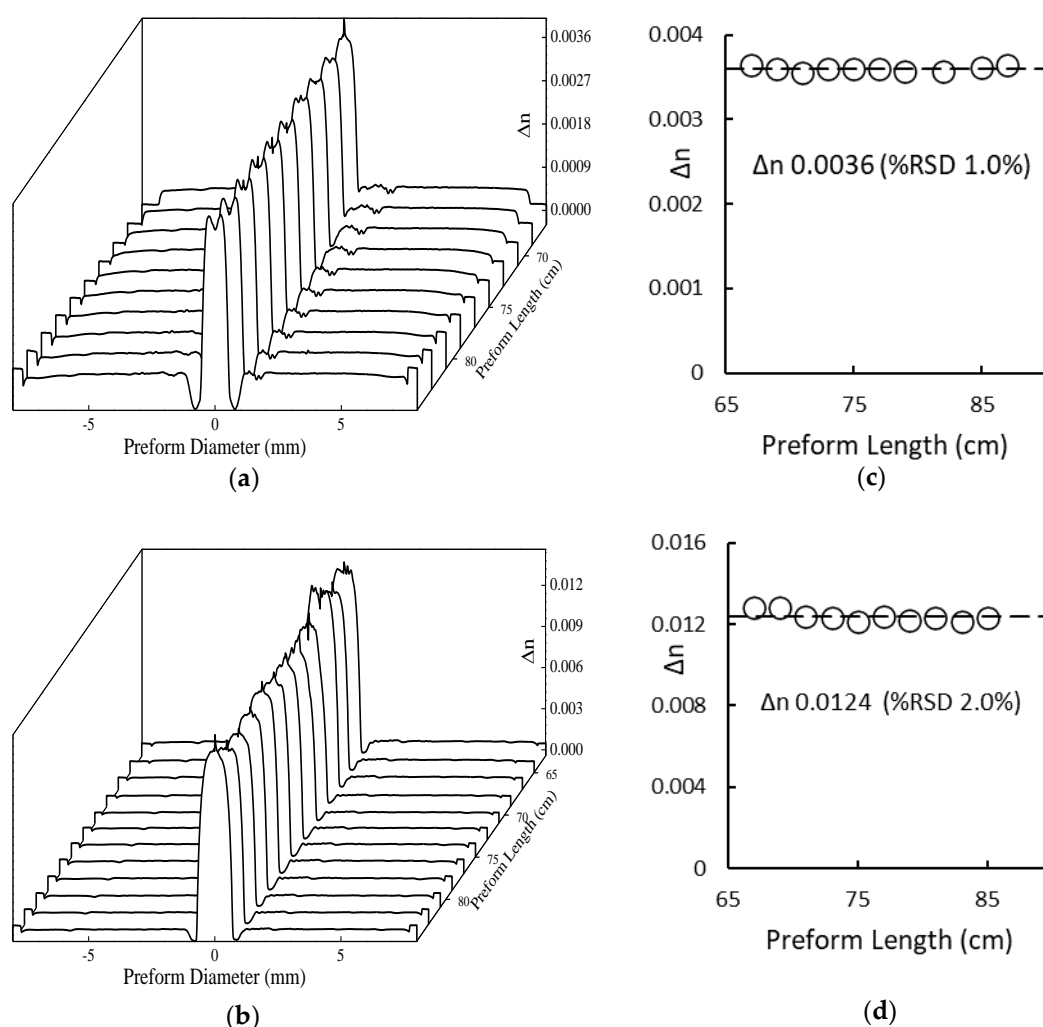 0.0036
0.0027
0.0018
0.0009
0.0000
Δn
70
75
80
Preform Length (cm)
-5
0
5
Preform Diameter (mm)
(a)
0.004
0.003
0.002
0.001
0
Δn
Δn 0.0036 (%RSD 1.0%)
65
75
85
Preform Length (cm)
(c)
0.012
0.009
0.006
0.003
0.000
Δn
65
70
75
80
Preform Length (cm)
-5
0
5
Preform Diameter (mm)
(b)
0.016
0.012
0.008
0.004
0
Δn
Δn 0.0124 (%RSD 2.0%)
65
75
85
Preform Length (cm)
(d)